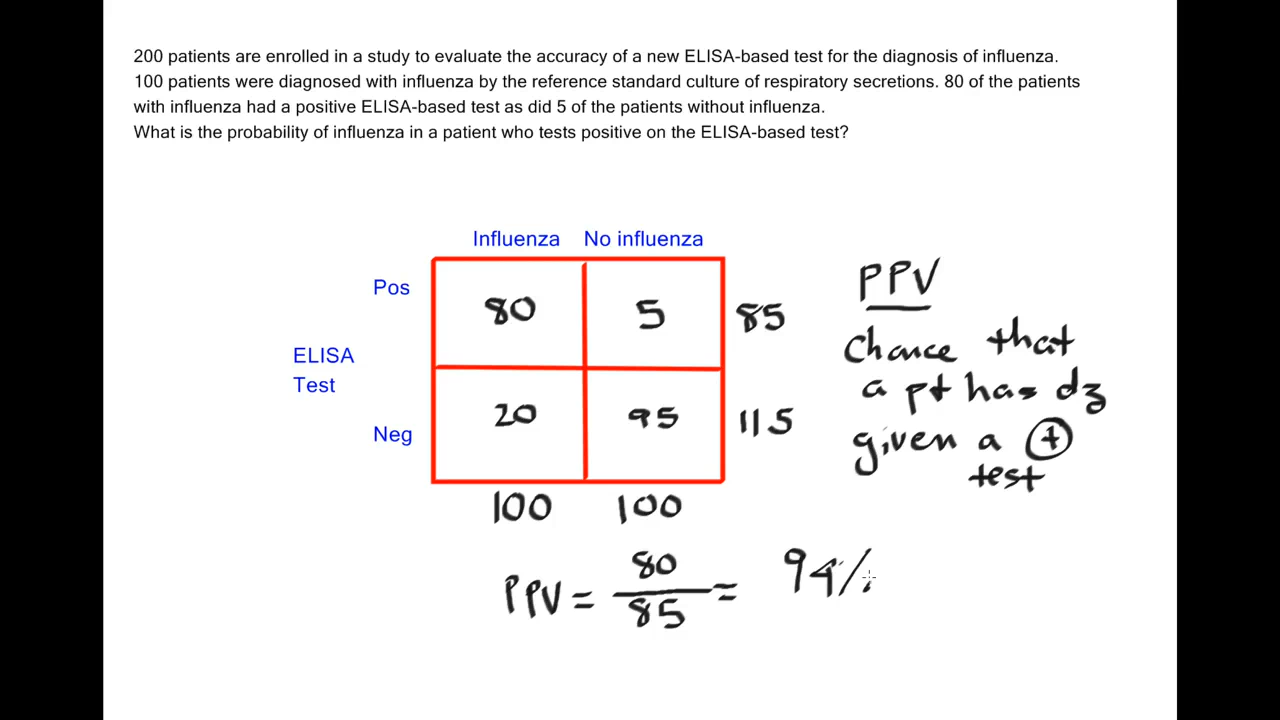 200 patients are enrolled in a study to evaluate the accuracy of a new ELISA-based test for the diagnosis of influenza.
100 patients were diagnosed with influenza by the reference standard culture of respiratory secretions. 80 of the patients
with influenza had a positive ELISA-based test as did 5 of the patients without influenza.
What is the probability of influenza in a patient who tests positive on the ELISA-based test?
Influenza No influenza
Pos 80 5 85
ELISA
Test
Neg 20 95 115
100 100
PPV
Chance that
a pt has dz
given a +
test
PPV = 80/85 = 94%